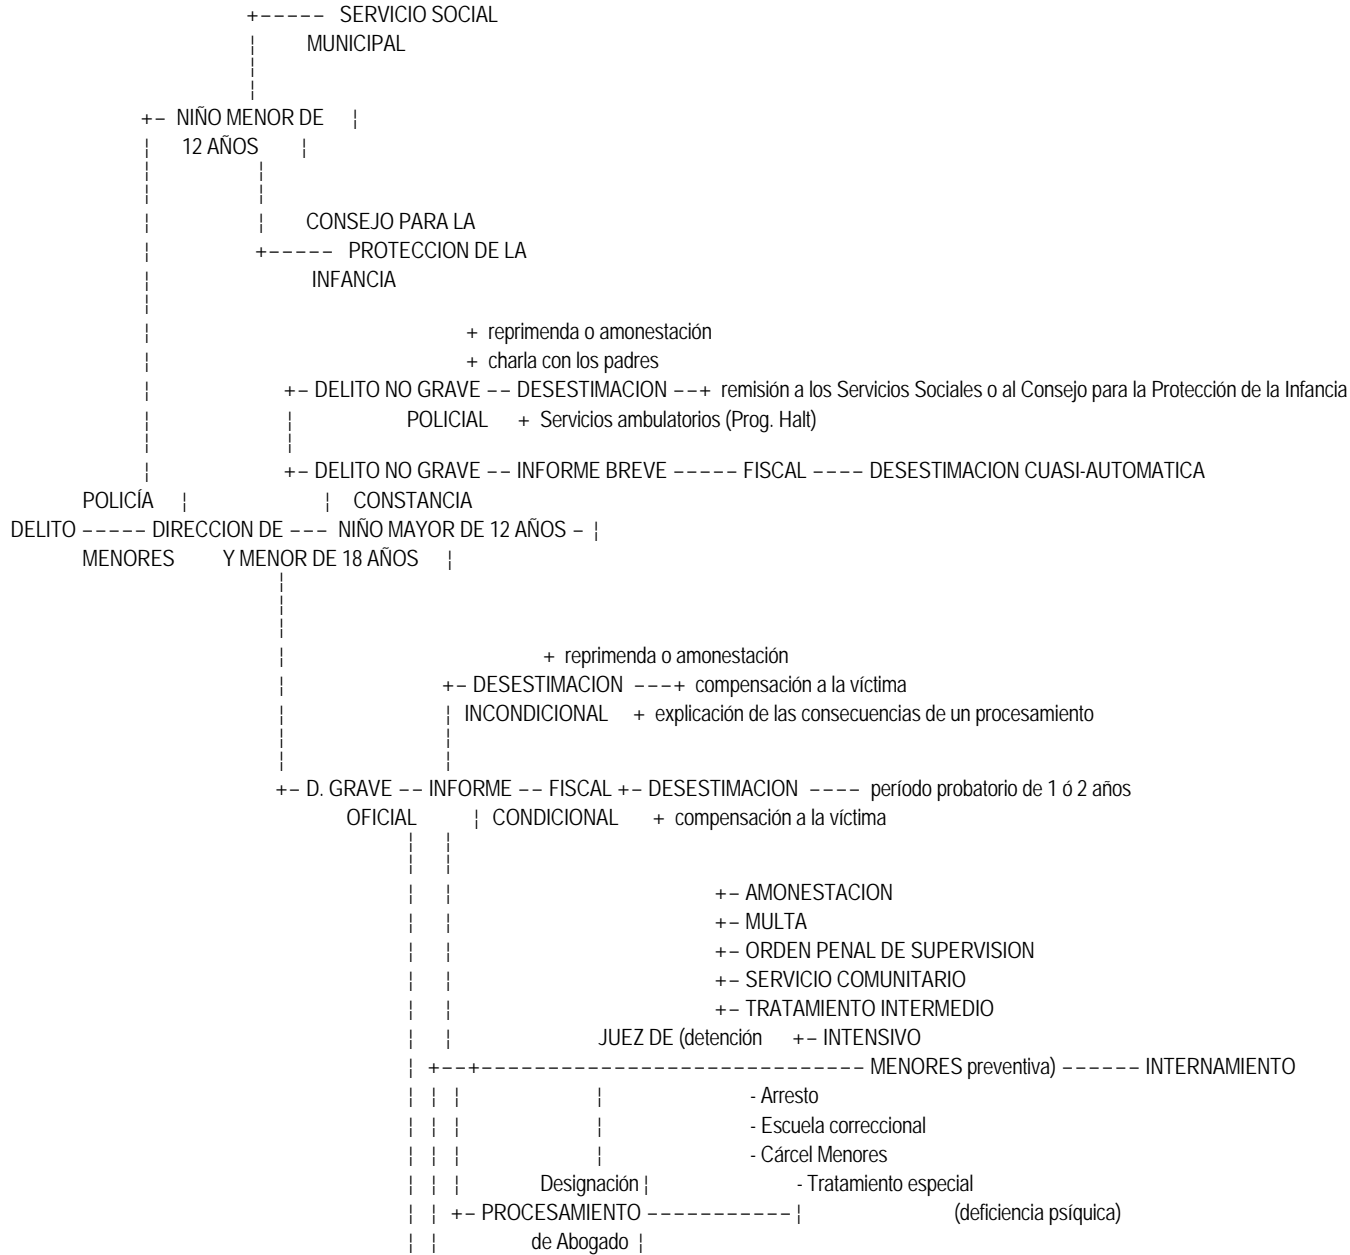 +----- SERVICIO SOCIAL
¦ MUNICIPAL
¦
¦
+- NIÑO MENOR DE ¦
¦ 12 AÑOS ¦
¦ ¦
¦ ¦
¦ ¦ CONSEJO PARA LA
¦ +----- PROTECCION DE LA
¦ INFANCIA
¦
¦ + reprimenda o amonestación
¦ + charla con los padres
¦ +- DELITO NO GRAVE -- DESESTIMACION --+ remisión a los Servicios Sociales o al Consejo para la Protección de la Infancia
¦ ¦ POLICIAL + Servicios ambulatorios (Prog. Halt)
¦ ¦
¦ +- DELITO NO GRAVE -- INFORME BREVE ----- FISCAL ---- DESESTIMACION CUASI-AUTOMATICA
POLICÍA ¦ ¦ CONSTANCIA
DELITO ----- DIRECCION DE --- NIÑO MAYOR DE 12 AÑOS - ¦
MENORES Y MENOR DE 18 AÑOS ¦
¦
¦
¦
¦ + reprimenda o amonestación
¦ +- DESESTIMACION ---+ compensación a la víctima
¦ ¦ INCONDICIONAL + explicación de las consecuencias de un procesamiento
¦ ¦
¦ ¦
+- D. GRAVE -- INFORME -- FISCAL +- DESESTIMACION ---- período probatorio de 1 ó 2 años
OFICIAL ¦ CONDICIONAL + compensación a la víctima
¦ ¦
¦ ¦
¦ ¦ +- AMONESTACION
¦ ¦ +- MULTA
¦ ¦ +- ORDEN PENAL DE SUPERVISION
¦ ¦ +- SERVICIO COMUNITARIO
¦ ¦ +- TRATAMIENTO INTERMEDIO
¦ ¦ JUEZ DE (detención +- INTENSIVO
¦ +--+----------------------------- MENORES preventiva) ------ INTERNAMIENTO
¦ ¦ ¦ ¦ - Arresto
¦ ¦ ¦ ¦ - Escuela correccional
¦ ¦ ¦ ¦ - Cárcel Menores
¦ ¦ ¦ Designación ¦ - Tratamiento especial
¦ ¦ +- PROCESAMIENTO -----------¦ (deficiencia psíquica)
¦ ¦ de Abogado ¦